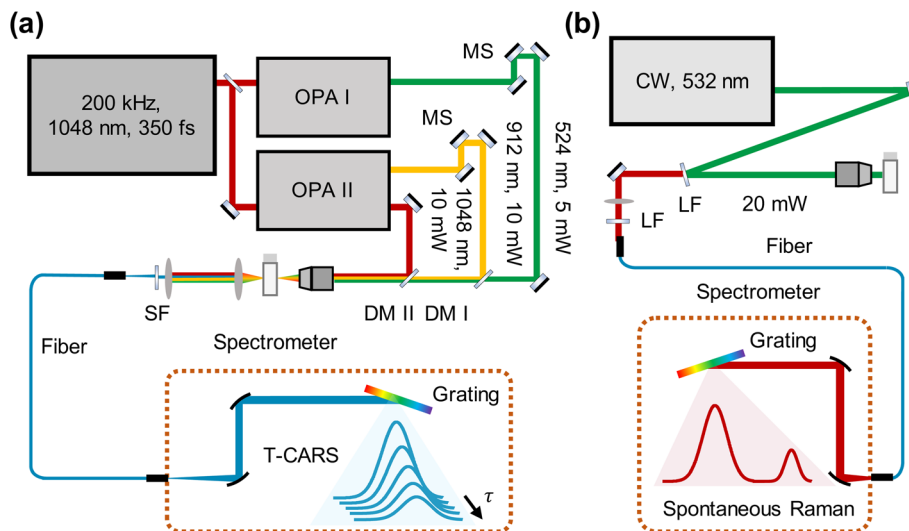 (a)
200 kHz,
1048 nm, 350 fs
OPA I
OPA II
MS
MS
524 nm, 5 mW
912 nm, 10 mW
1048 nm,
10 mW
SF
DM II
DM I
Fiber
Spectrometer
Grating
T-CARS
τ
(b)
CW, 532 nm
LF
LF
20 mW
Fiber
Spectrometer
Grating
Spontaneous Raman